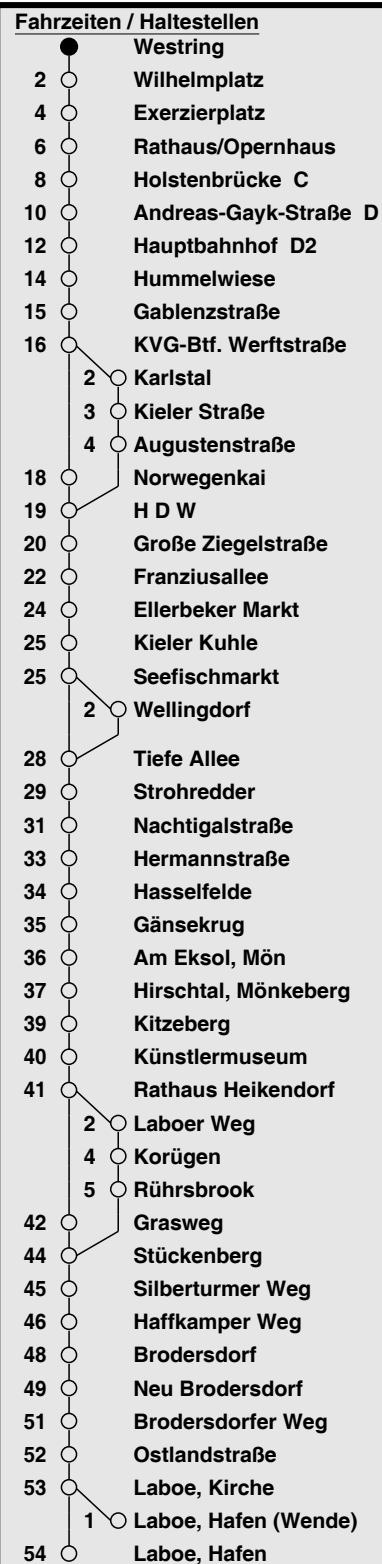 Fahrzeiten / Haltestellen
Westring
2 Wilhelmplatz
4 Exerzierplatz
6 Rathaus/Opernhaus
8 Holstenbrücke C
10 Andreas-Gayk-Straße D
12 Hauptbahnhof D2
14 Hummelwiese
15 Gablenzstraße
16 KVG-Btf. Werftstraße
2 Karlstal
3 Kieler Straße
4 Augustenstraße
18 Norwegenkai
19 H D W
20 Große Ziegelstraße
22 Franziusallee
24 Ellerbeker Markt
25 Kieler Kuhle
25 Seefischmarkt
2 Wellingdorf
28 Tiefe Allee
29 Strohredder
31 Nachtigalstraße
33 Hermannstraße
34 Hasselfelde
35 Gänsekrug
36 Am Eksol, Mön
37 Hirschtal, Mönkeberg
39 Kitzeberg
40 Künstlermuseum
41 Rathaus Heikendorf
2 Laboer Weg
4 Korügen
5 Rührsbrook
42 Grasweg
44 Stückenberg
45 Silberturmer Weg
46 Haffkamper Weg
48 Brodersdorf
49 Neu Brodersdorf
51 Brodersdorfer Weg
52 Ostlandstraße
53 Laboe, Kirche
1 Laboe, Hafen (Wende)
54 Laboe, Hafen